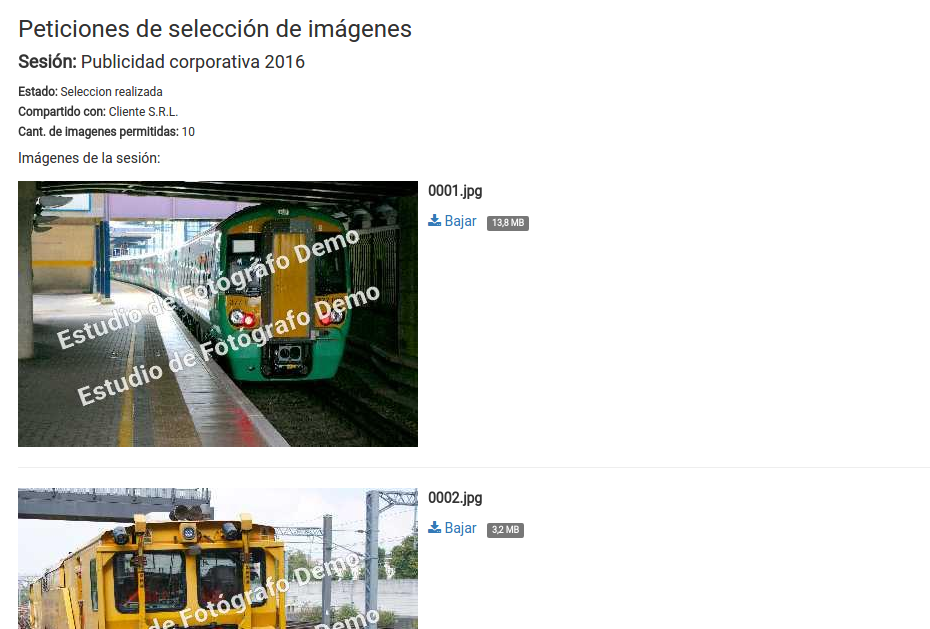 Peticiones de selección de imágenes
Sesión: Publicidad corporativa 2016
Estado: Seleccion realizada
Compartido con: Cliente S.R.L.
Cant. de imagenes permitidas: 10
Imágenes de la sesión:
0001.jpg
Bajar 13,8 MB
Estudio de Fotógrafo Demo
Estudio de Fotógrafo Demo
0002.jpg
Bajar 3,2 MB
de Fotógrafo Demo
Demo